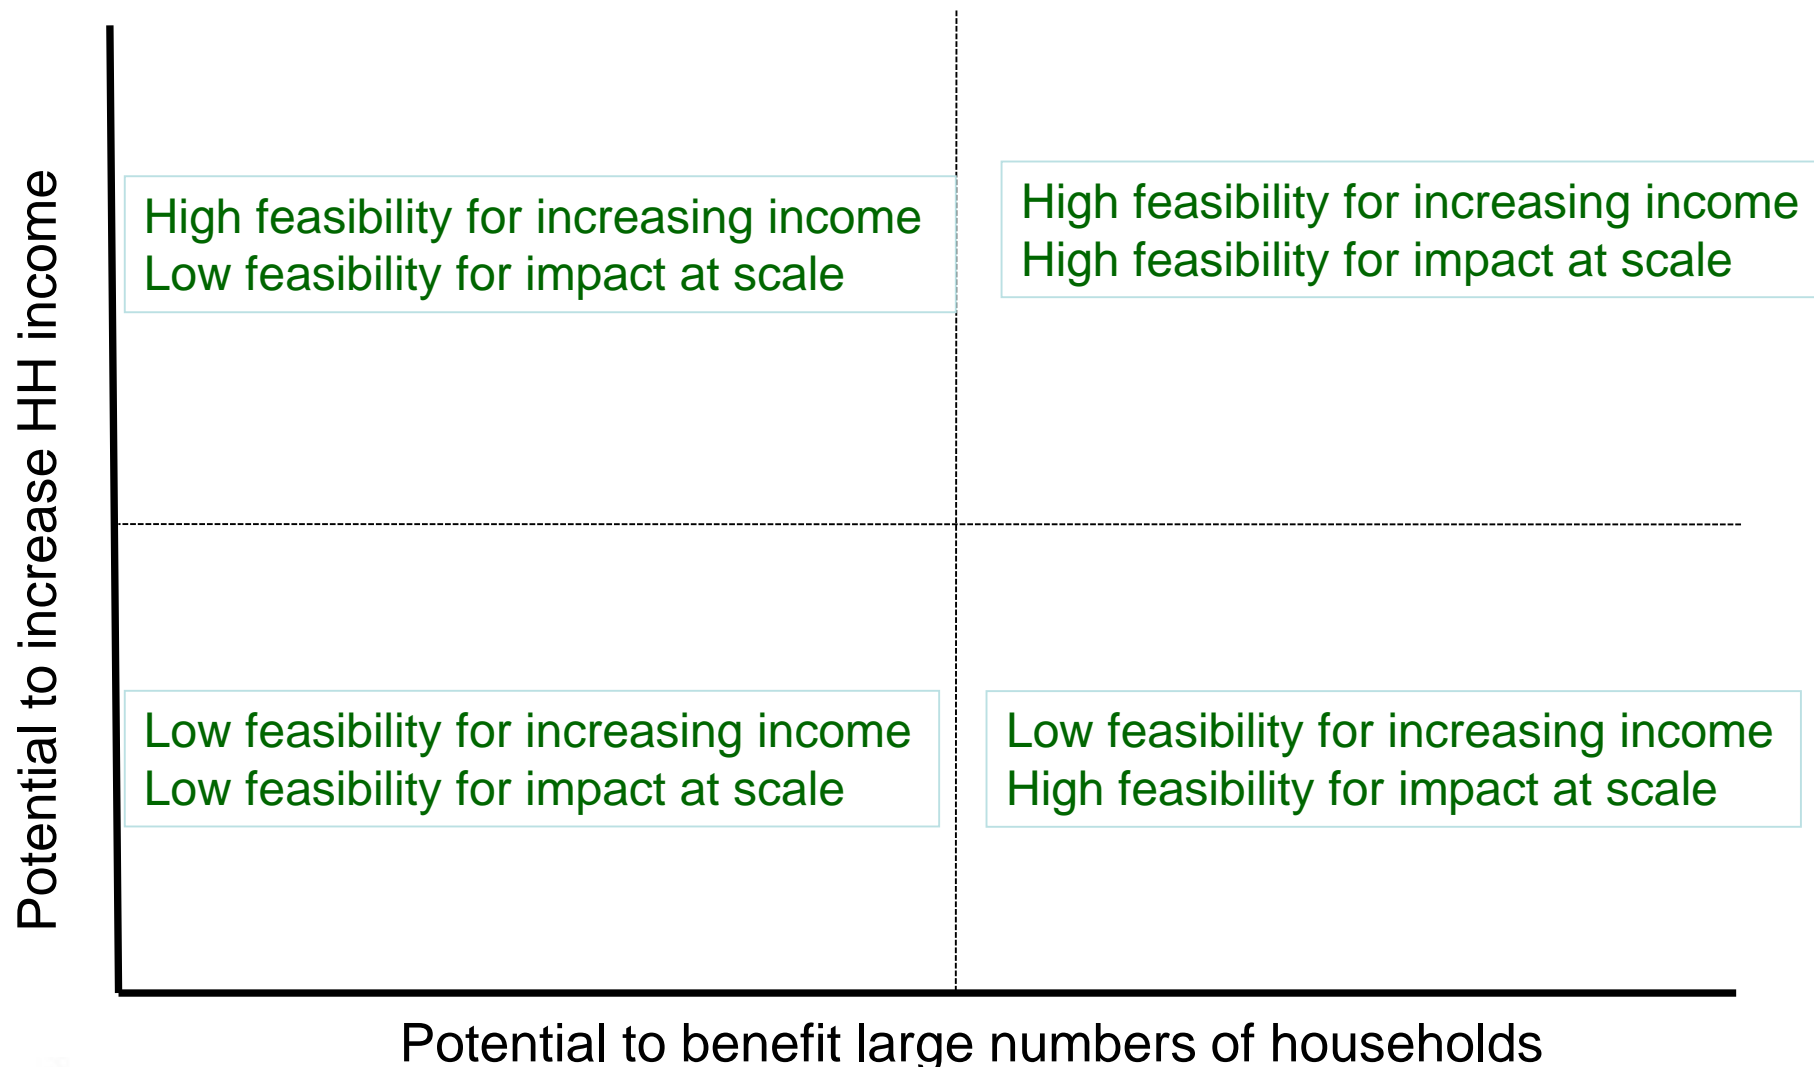 Potential to increase HH income
High feasibility for increasing income
Low feasibility for impact at scale
High feasibility for increasing income
High feasibility for impact at scale
Low feasibility for increasing income
Low feasibility for impact at scale
Low feasibility for increasing income
High feasibility for impact at scale
Potential to benefit large numbers of households